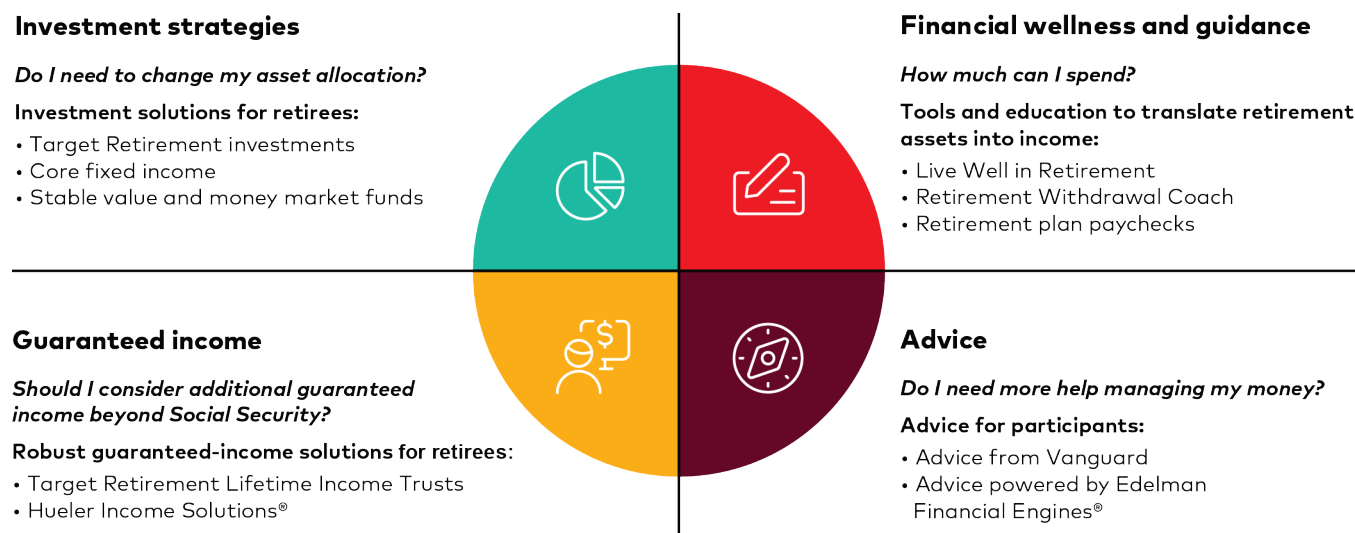 Investment strategies
Do I need to change my asset allocation?
Investment solutions for retirees:
• Target Retirement investments
• Core fixed income
• Stable value and money market funds
Financial wellness and guidance
How much can I spend?
Tools and education to translate retirement
assets into income:
• Live Well in Retirement
• Retirement Withdrawal Coach
• Retirement plan paychecks
$
Guaranteed income
Should I consider additional guaranteed
income beyond Social Security?
Robust guaranteed-income solutions for retirees:
• Target Retirement Lifetime Income Trusts
• Hueler Income Solutions®
Advice
Do I need more help managing my money?
Advice for participants:
• Advice from Vanguard
• Advice powered by Edelman
Financial Engines®